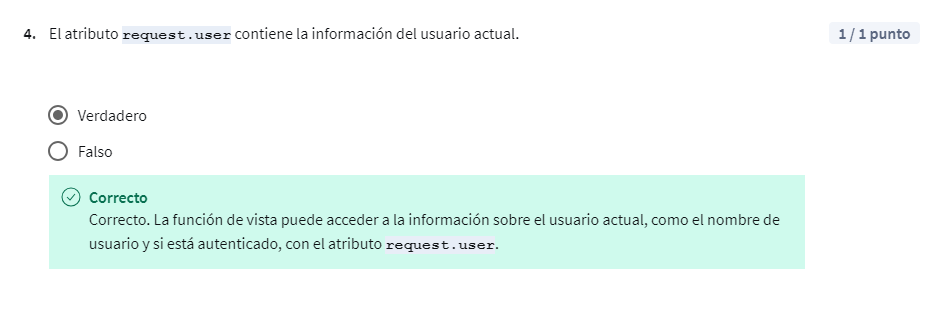 4. El atributo request.user contiene la información del usuario actual.
1 / 1 punto
Verdadero
Falso
Correcto
Correcto. La función de vista puede acceder a la información sobre el usuario actual, como el nombre de
usuario y si está autenticado, con el atributo request.user.